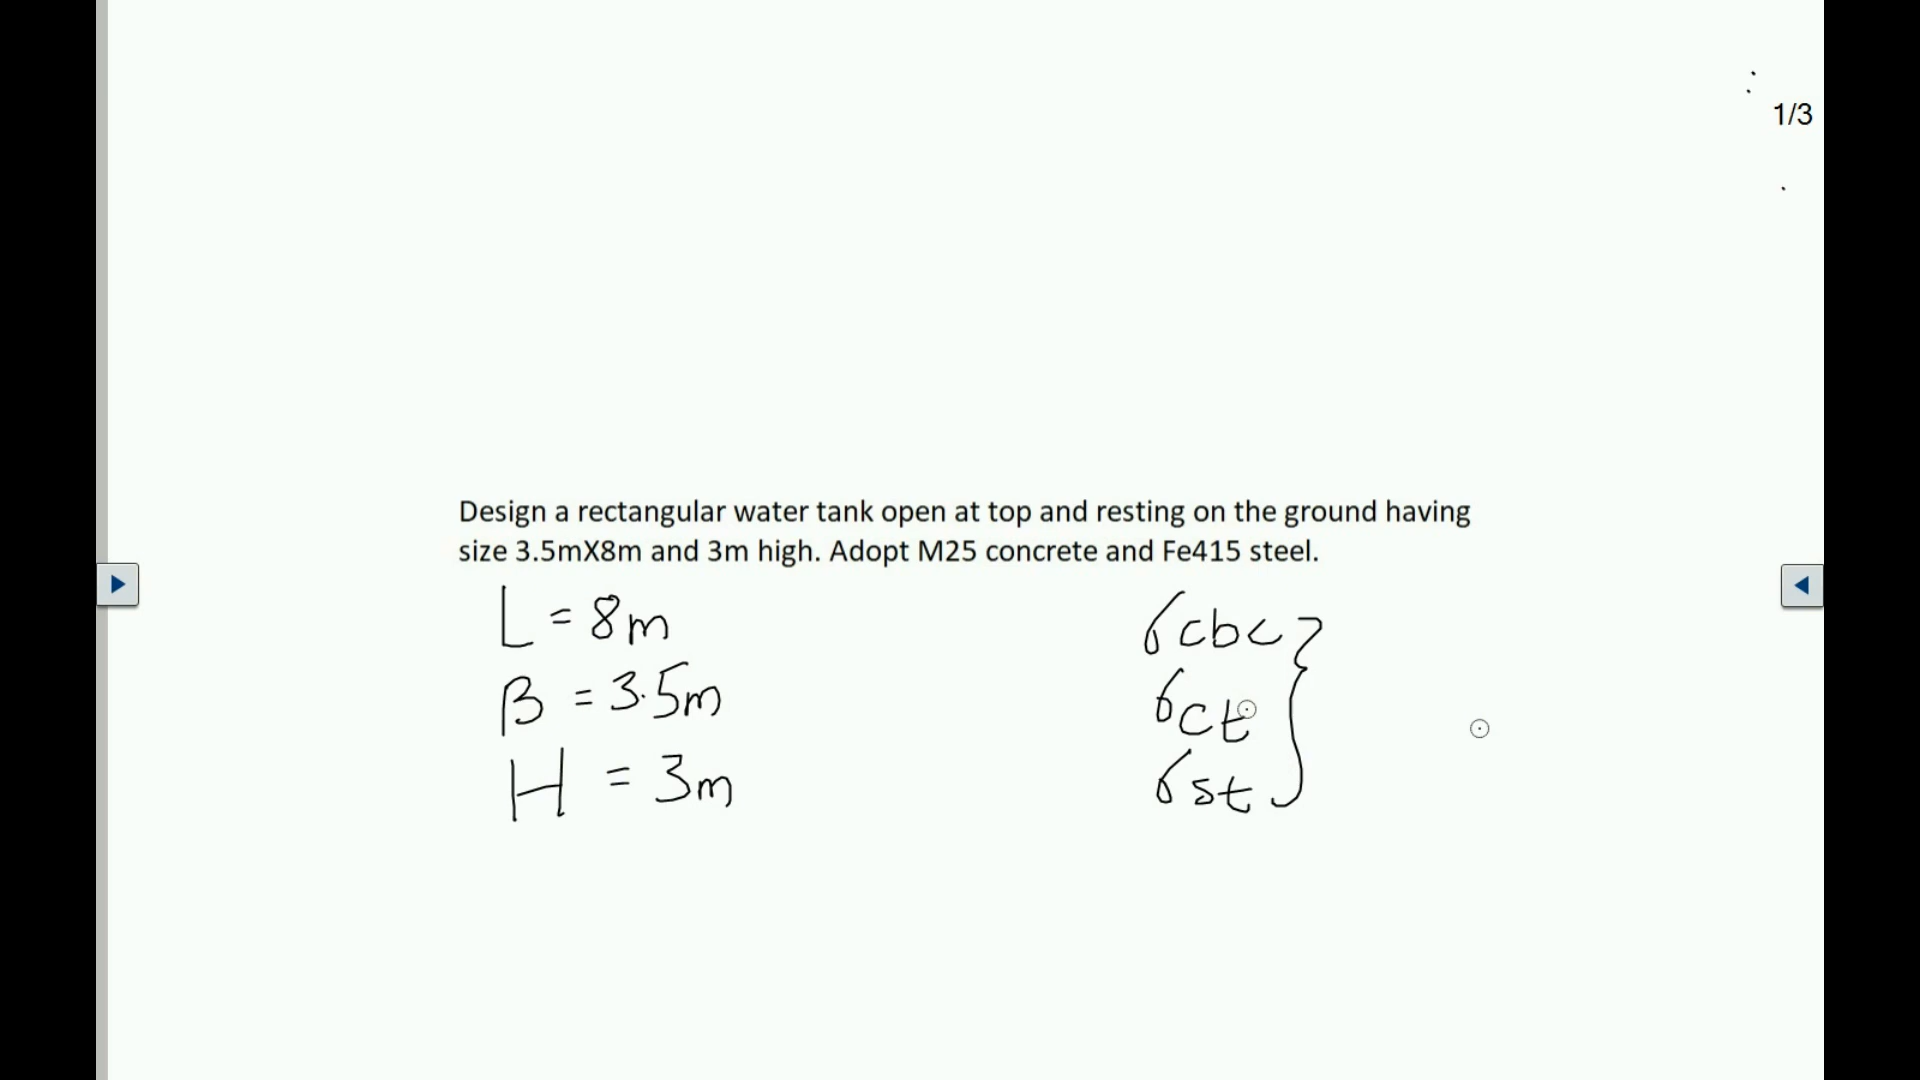 1/3
Design a rectangular water tank open at top and resting on the ground having
size 3.5mX8m and 3m high. Adopt M25 concrete and Fe415 steel.
L = 8m
B = 3.5m
H = 3m
σcbc
σct
σst